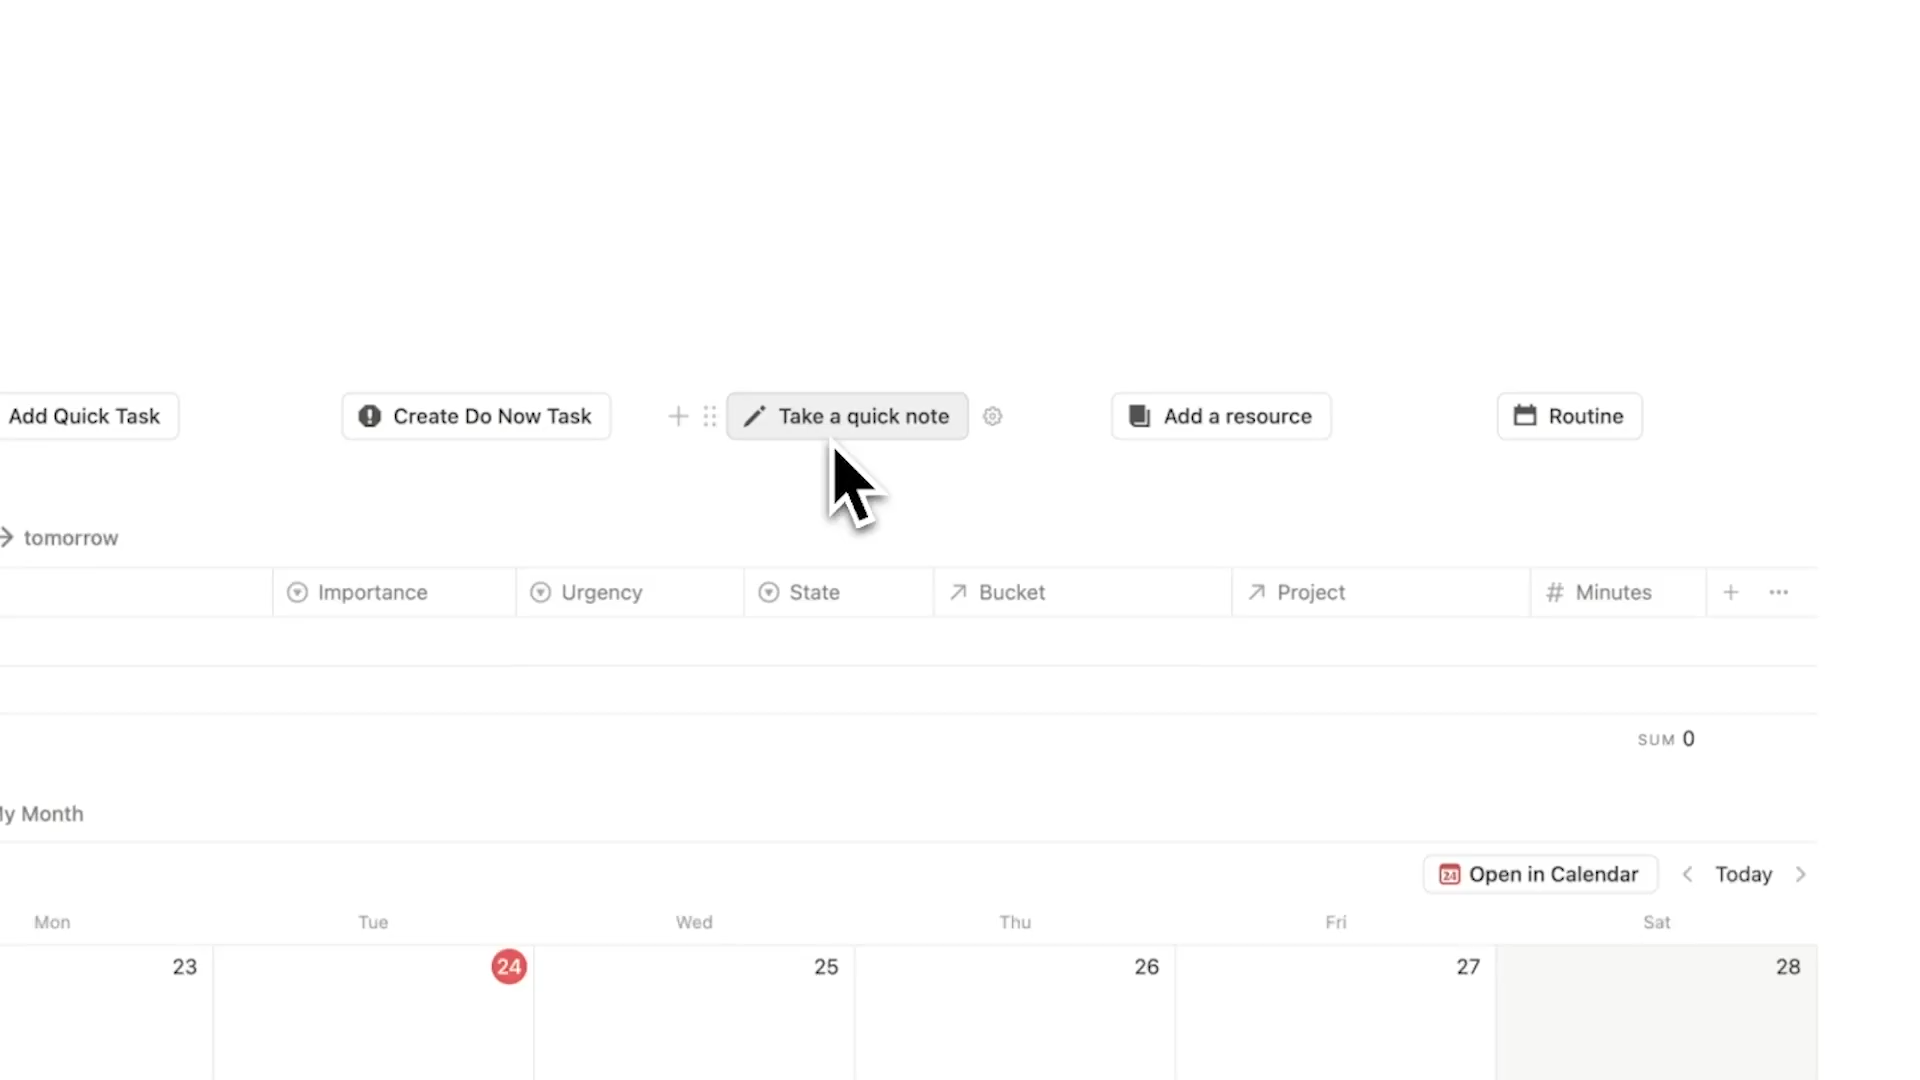 Add Quick Task Create Do Now Task Take a quick note Add a resource Routine
tomorrow
Importance Urgency State Bucket Project # Minutes
SUM 0
My Month
24 Open in Calendar Today
Mon Tue Wed Thu Fri Sat
23 24 25 26 27 28